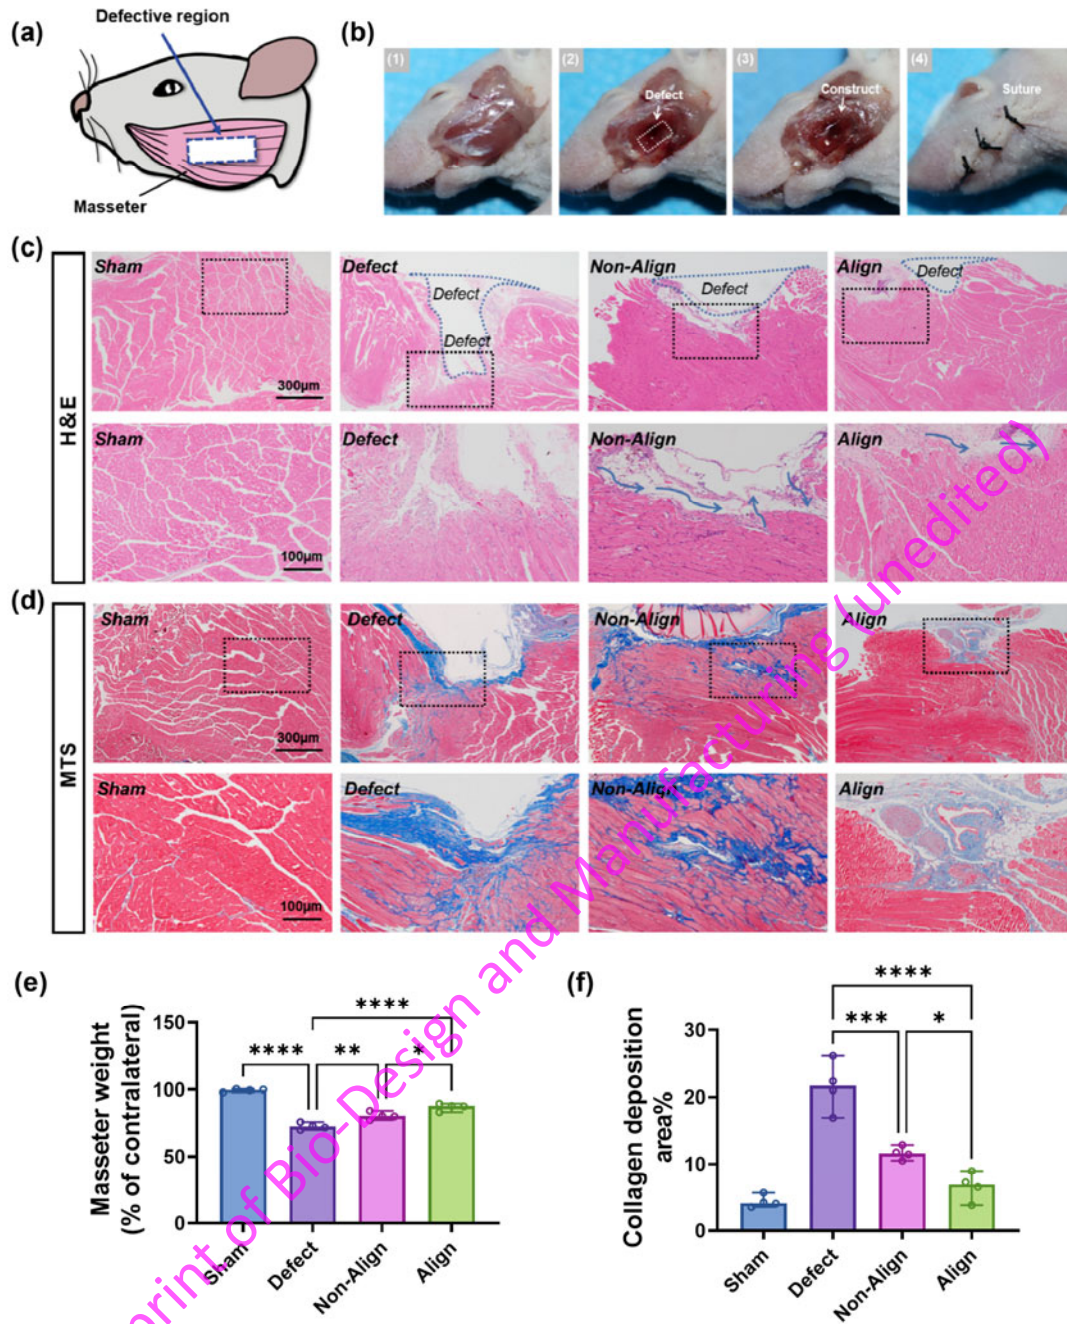 (a)
Defective region
Masseter
(b)
(1)
(2)
Defect
(3)
Construct
(4)
Suture
(c)
H&E
Sham
300μm
Defect
Defect
Defect
Non-Align
Defect
Align
Defect
Sham
100μm
Defect
Non-Align
Align
(d)
MTS
Sham
300μm
Defect
Non-Align
Align
Sham
100μm
Defect
Non-Align
Align
(e)
Masseter weight
(% of contralateral)
150
100
50
0
****
****
**
*
Sham
Defect
Non-Align
Align
(f)
Collagen deposition
area%
30
20
10
0
****
***
*
Sham
Defect
Non-Align
Align
print of Bio-Design and Manufacturing (unedited)